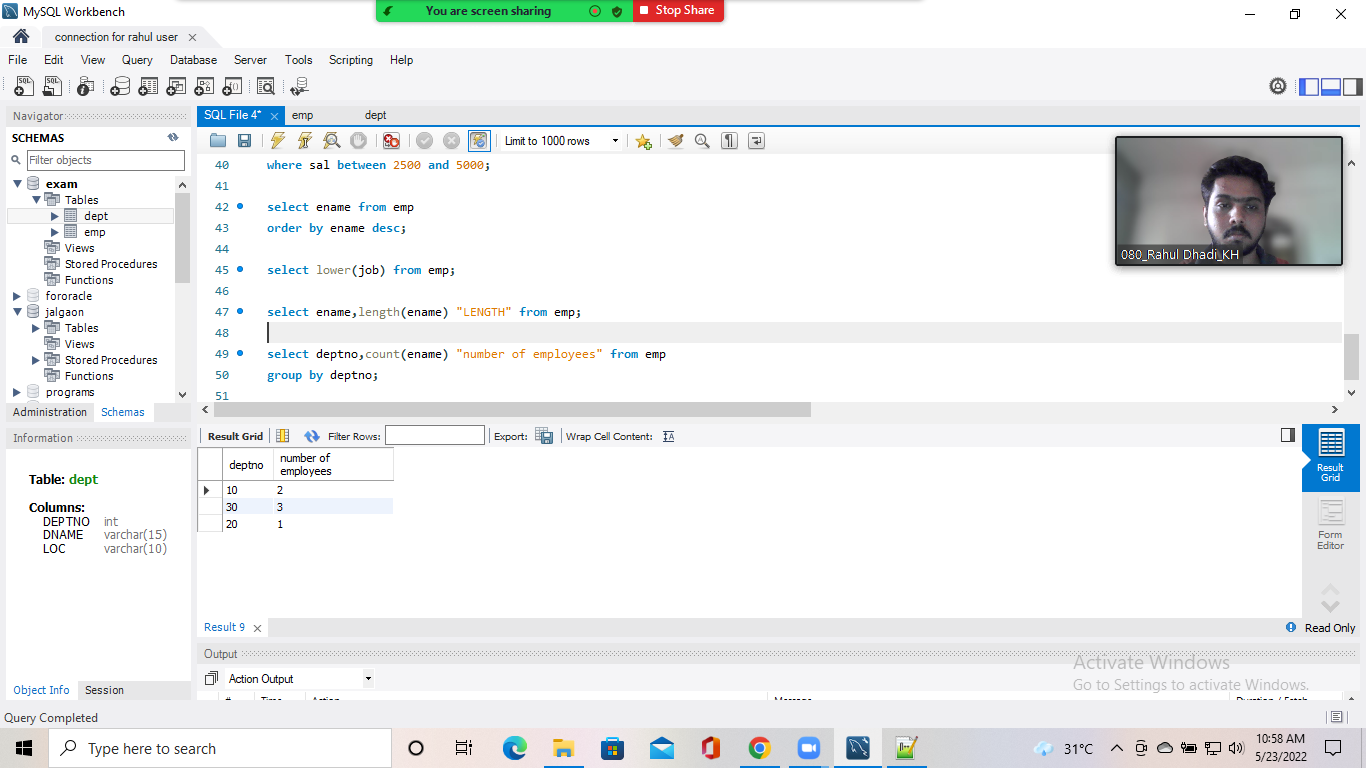 MySQL Workbench
You are screen sharing
Stop Share
connection for rahul user
File Edit View Query Database Server Tools Scripting Help
Navigator
SCHEMAS
Filter objects
exam
Tables
dept
emp
Views
Stored Procedures
Functions
fororacle
jalgaon
Tables
Views
Stored Procedures
Functions
programs
Administration Schemas
Information
Table: dept
Columns:
DEPTNO int
DNAME varchar(15)
LOC varchar(10)
Object Info Session
SQL File 4* emp dept
Limit to 1000 rows
40 where sal between 2500 and 5000;
41
42 select ename from emp
43 order by ename desc;
44
45 select lower(job) from emp;
46
47 select ename,length(ename) "LENGTH" from emp;
48
49 select deptno,count(ename) "number of employees" from emp
50 group by deptno;
51
080_Rahul Dhadi_KH
Result Grid Filter Rows: Export: Wrap Cell Content:
deptno number of employees
10 2
30 3
20 1
Result Grid
Form Editor
Result 9
Read Only
Output
Action Output
# Time Action Message Duration / Fetch
Activate Windows
Go to Settings to activate Windows.
Query Completed
Type here to search
31°C
10:58 AM
5/23/2022